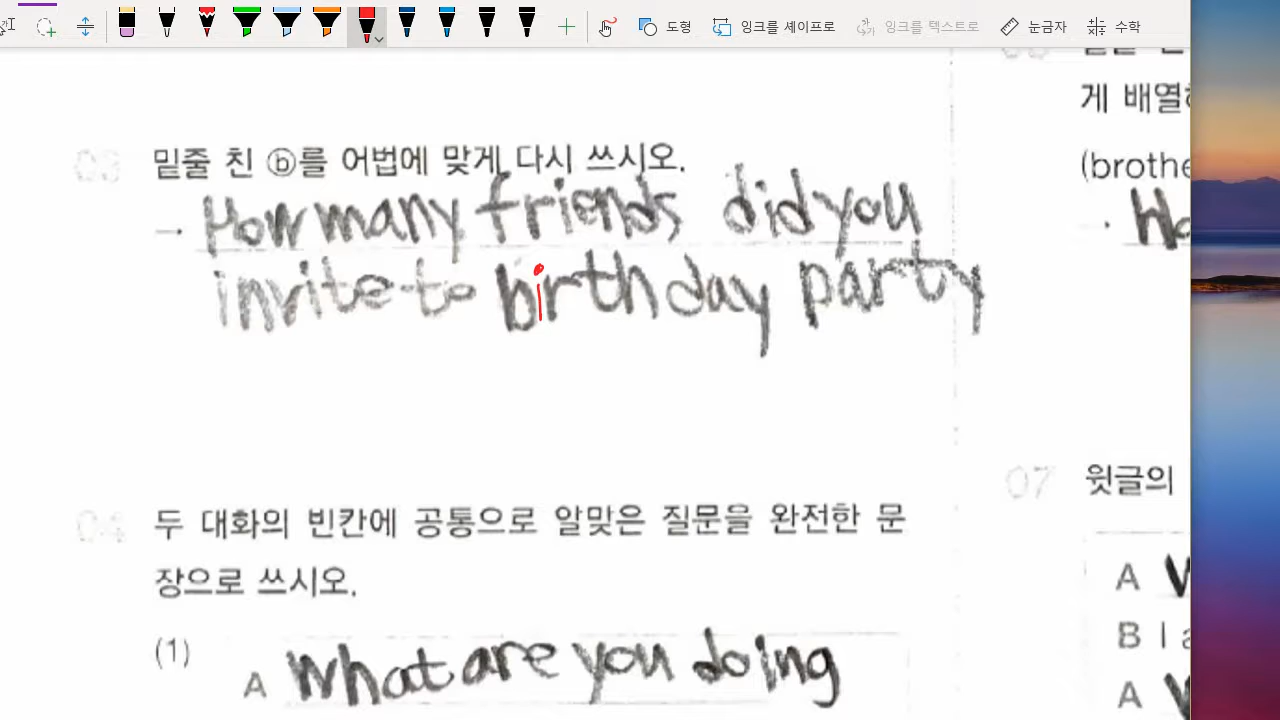 도형 잉크를 셰이프로 잉크를 텍스트로 눈금자 수학
03 밑줄 친 ⓑ를 어법에 맞게 다시 쓰시오.
→ How many friends did you
invite to birthday party
04 두 대화의 빈칸에 공통으로 알맞은 질문을 완전한 문
장으로 쓰시오.
(1)
A What are you doing
게 배열
(brothe
07 윗글의
A
B I a
A